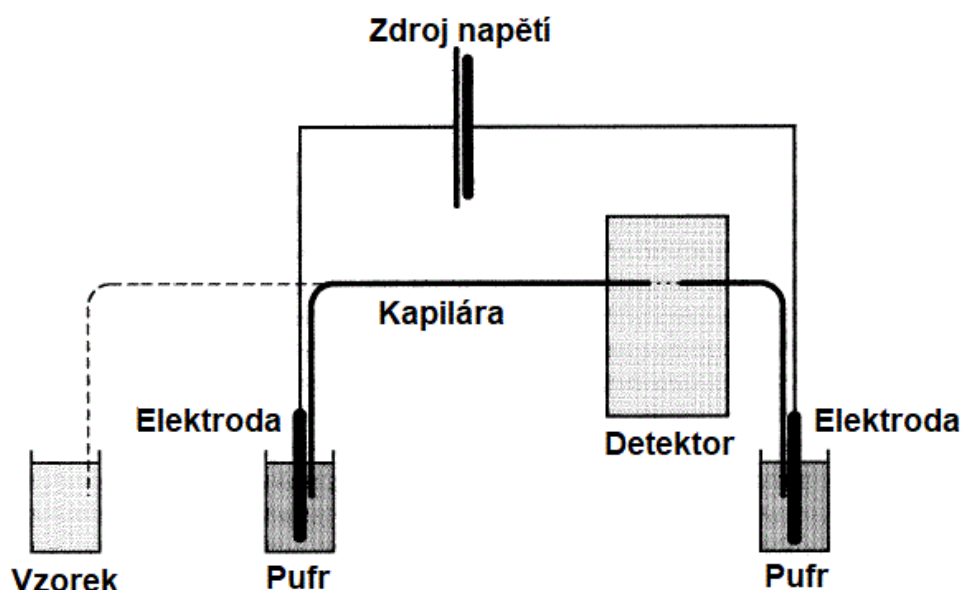 Zdroj napětí
Kapilára
Elektroda
Elektroda
Detektor
Vzorek
Pufr
Pufr